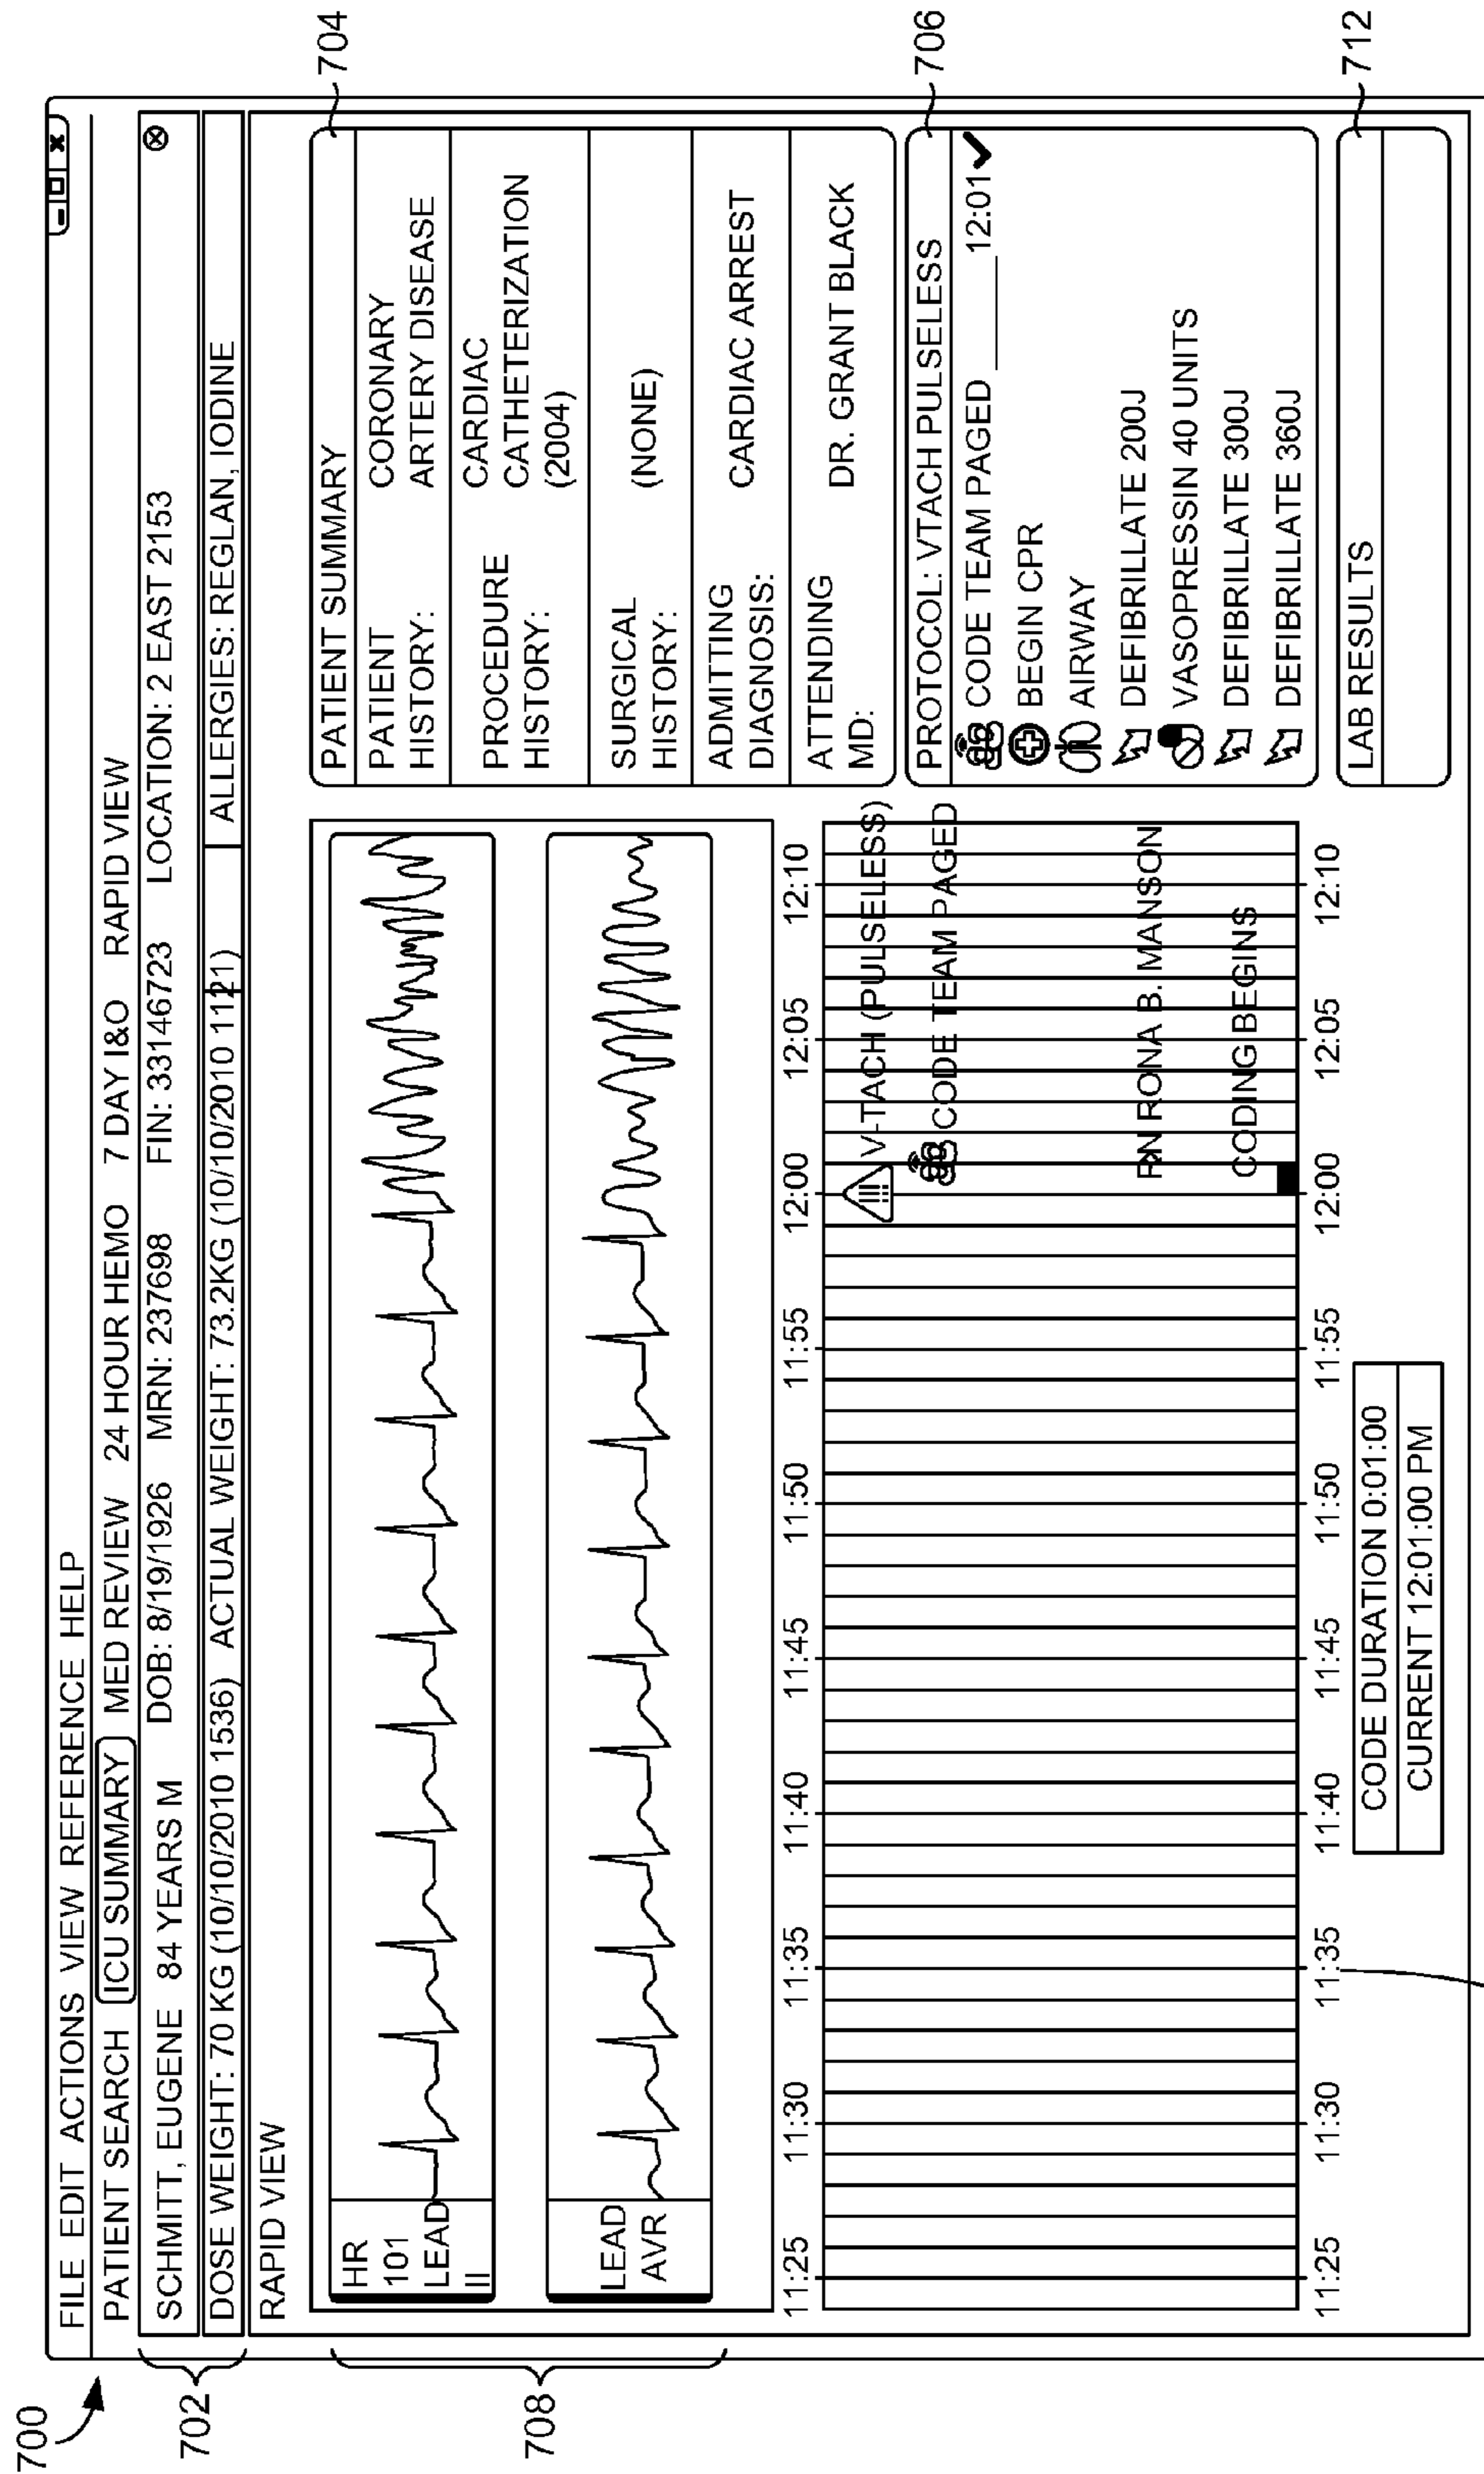 700
FILE EDIT ACTIONS VIEW REFERENCE HELP
PATIENT SEARCH ICU SUMMARY MED REVIEW 24 HOUR HEMO 7 DAY I&O RAPID VIEW
702
SCHMITT, EUGENE 84 YEARS M DOB: 8/19/1926 MRN: 237698 FIN: 33146723 LOCATION: 2 EAST 2153
DOSE WEIGHT: 70 KG (10/10/2010 1536) ACTUAL WEIGHT: 73.2KG (10/10/2010 1121) ALLERGIES: REGLAN, IODINE
RAPID VIEW
708
HR
101
LEAD
II
LEAD
AVR
704
PATIENT SUMMARY
PATIENT HISTORY: CORONARY ARTERY DISEASE
PROCEDURE HISTORY: CARDIAC CATHETERIZATION (2004)
SURGICAL HISTORY: (NONE)
ADMITTING DIAGNOSIS: CARDIAC ARREST
ATTENDING MD: DR. GRANT BLACK
11:25 11:30 11:35 11:40 11:45 11:50 11:55 12:00 12:05 12:10
V-TACH (PULSELESS)
CODE TEAM PAGED
RN RONA B. MANSON
CODING BEGINS
11:25 11:30 11:35 11:40 11:45 11:50 11:55 12:00 12:05 12:10
CODE DURATION 0:01:00
CURRENT 12:01:00 PM
706
PROTOCOL: VTACH PULSELESS
CODE TEAM PAGED ______ 12:01
BEGIN CPR
AIRWAY
DEFIBRILLATE 200J
VASOPRESSIN 40 UNITS
DEFIBRILLATE 300J
DEFIBRILLATE 360J
712
LAB RESULTS